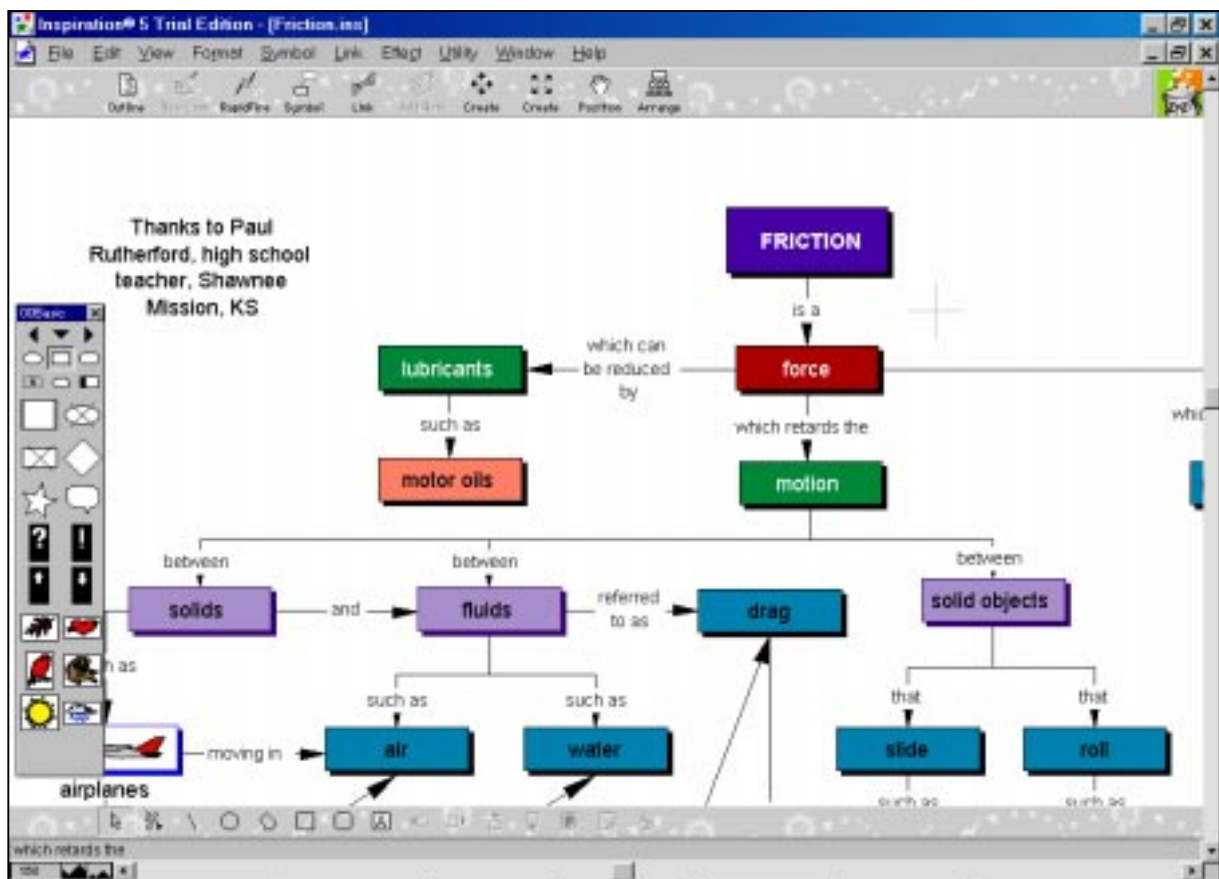 Inspiration® 5 Trial Edition - [Friction.ins]
File Edit View Format Symbol Link Effect Utility Window Help
Outline RapidFire Symbol Link Create Create Position Arrange
Thanks to Paul
Rutherford, high school
teacher, Shawnee
Mission, KS
FRICTION
is a
lubricants
which can
be reduced
by
force
such as
which retards the
motor oils
motion
between
between
between
solids
and
fluids
referred
to as
drag
solid objects
h as
such as
such as
that
that
moving in
air
water
slide
roll
airplanes
such as
such as
which retards the